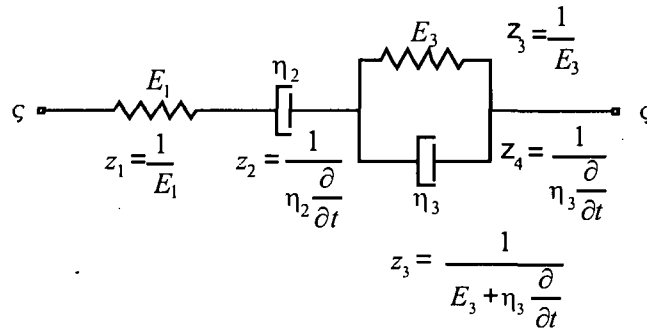 E₃
z₃ = 1/E₃
η₂
E₁
ς
ς
z₁ = 1/E₁
z₂ = 1/(η₂ ∂/∂t)
z₄ = 1/(η₃ ∂/∂t)
η₃
z₃ = 1/(E₃ + η₃ ∂/∂t)